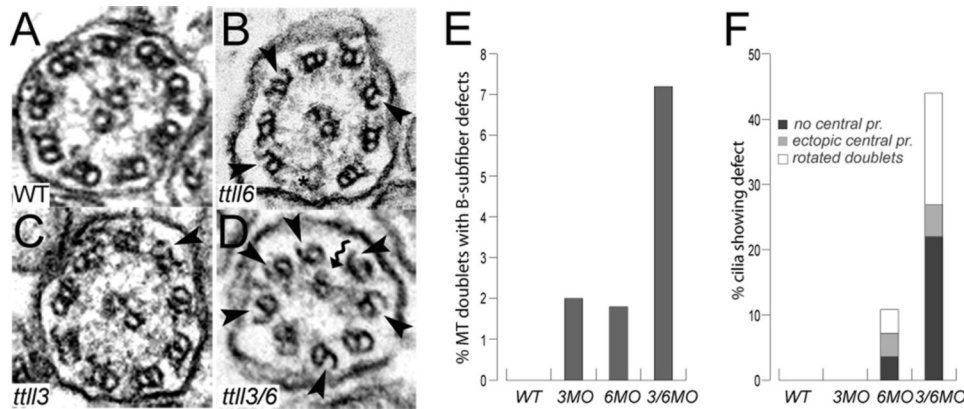 A
WT
B
ttll6
*
C
ttll3
D
ttll3/6
E
% MT doublets with B-subfiber defects
8
7
6
5
4
3
2
1
0
WT 3MO 6MO 3/6MO
F
% cilia showing defect
50
40
30
20
10
0
no central pr.
ectopic central pr.
rotated doublets
WT 3MO 6MO 3/6MO